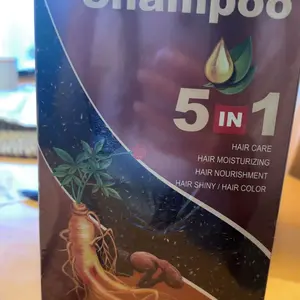 Shampoo
5 IN 1
HAIR CARE
HAIR MOISTURIZING
HAIR NOURISHMENT
HAIR SHINY / HAIR COLOR